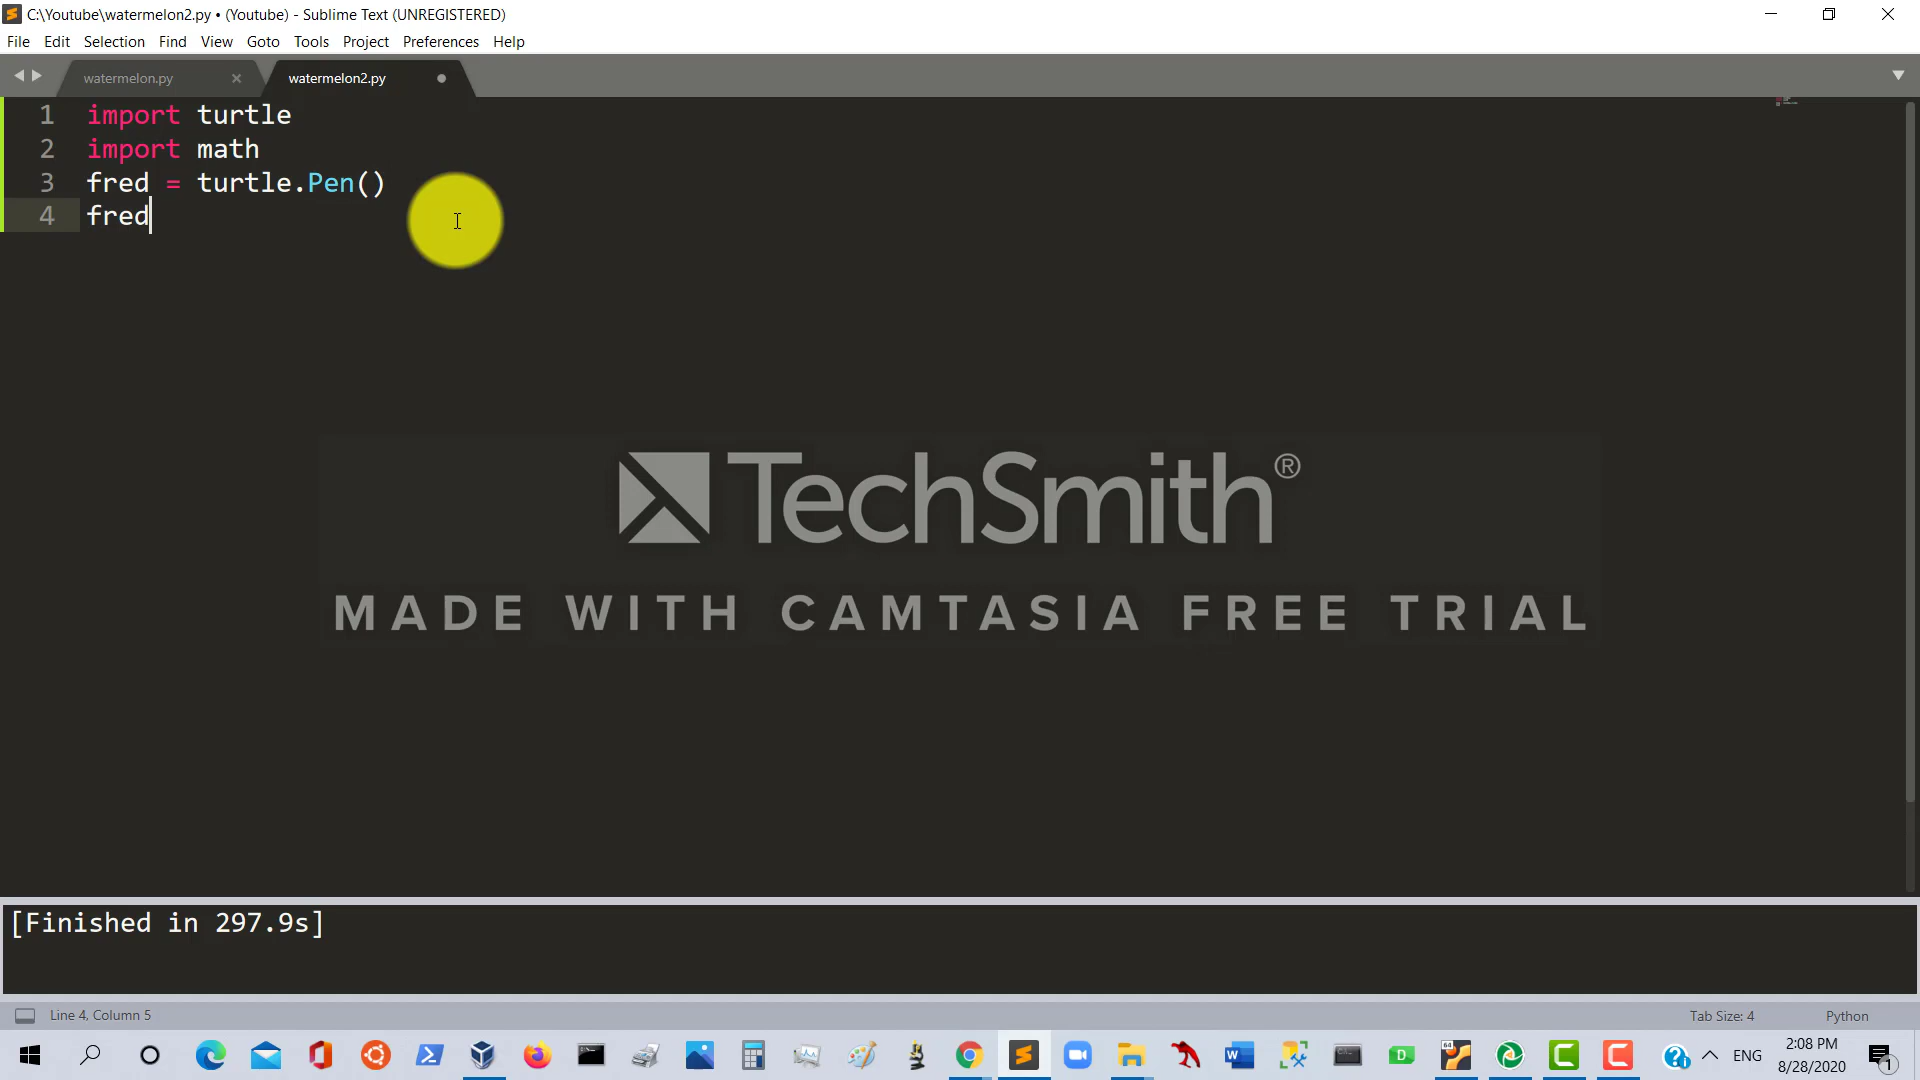 C:\Youtube\watermelon2.py • (Youtube) - Sublime Text (UNREGISTERED)
File Edit Selection Find View Goto Tools Project Preferences Help
watermelon.py watermelon2.py
1 import turtle
2 import math
3 fred = turtle.Pen()
4 fred
TechSmith®
MADE WITH CAMTASIA FREE TRIAL
[Finished in 297.9s]
Line 4, Column 5 Tab Size: 4 Python
ENG 2:08 PM
8/28/2020 1